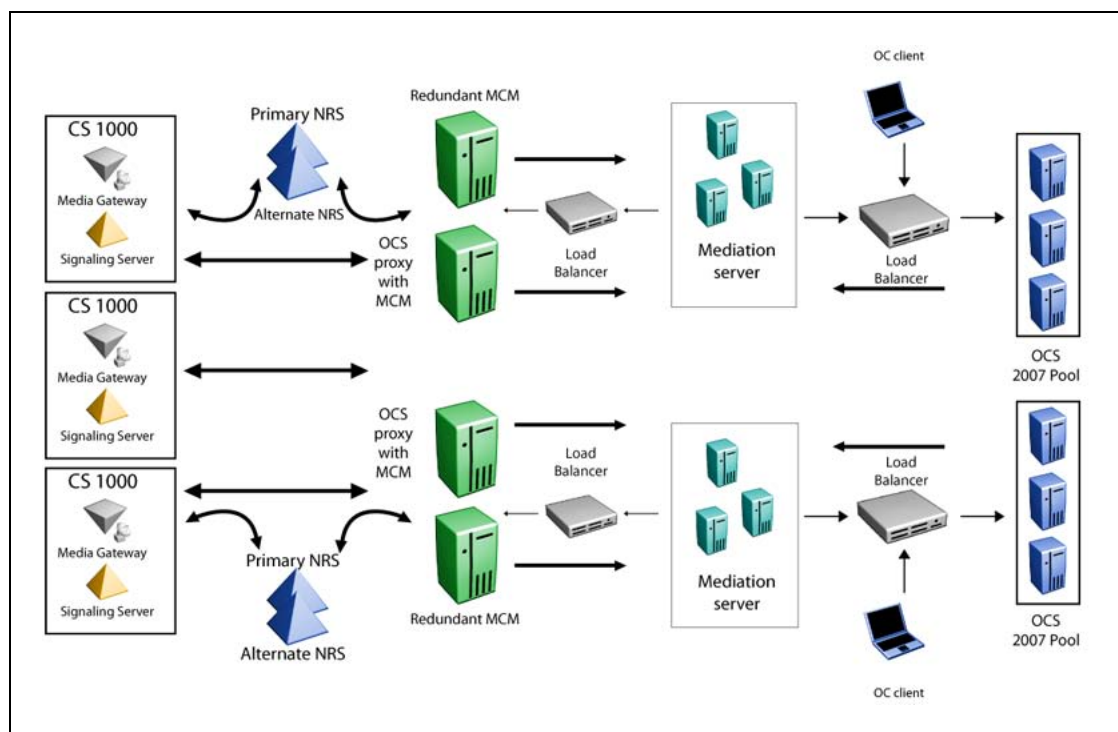 OC client
Redundant MCM
Primary NRS
CS 1000
Media Gateway
Alternate NRS
Signaling Server
OCS
proxy
with
MCM
Load
Balancer
Mediation
server
Load
Balancer
CS 1000
Media Gateway
Signaling Server
OCS
2007 Pool
OCS
proxy
with
MCM
Load
Balancer
Load
Balancer
CS 1000
Media Gateway
Signaling Server
Primary NRS
Alternate NRS
Redundant MCM
Mediation
server
OCS
2007 Pool
OC client